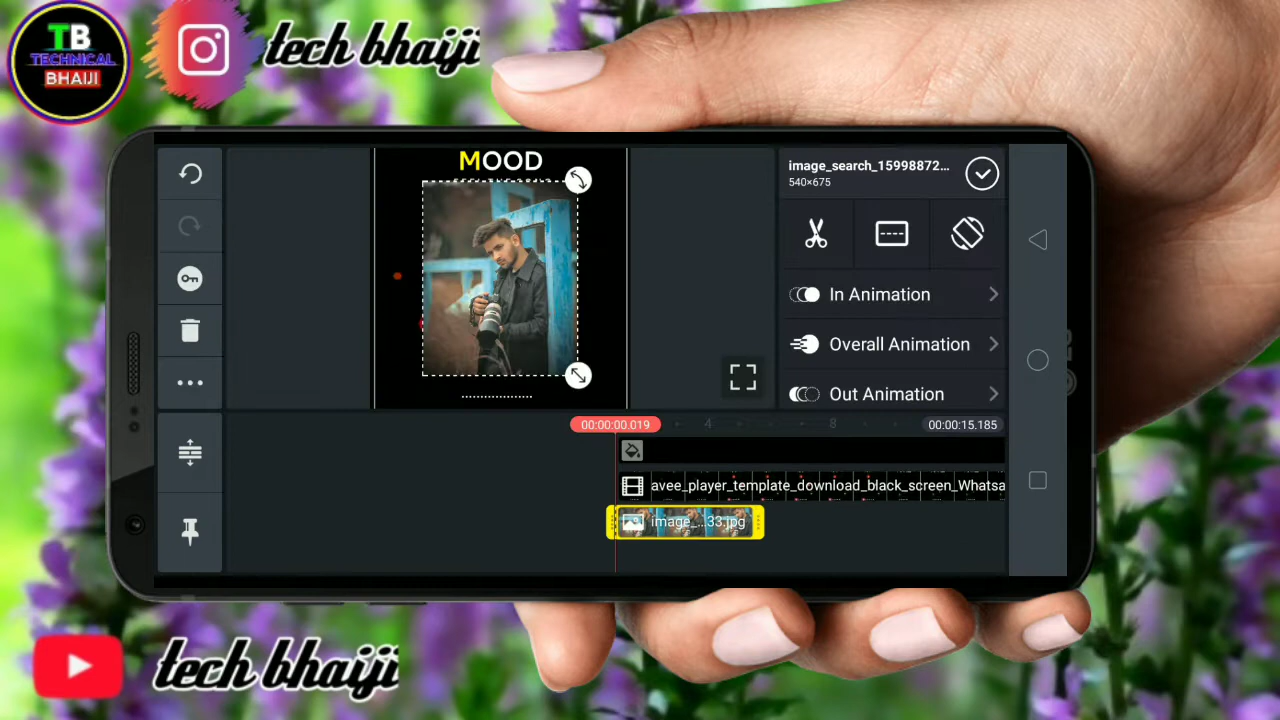 TB
TECHNICAL
BHAIJI
tech bhaiji
MOOD
image_search_15998872...
540×675
In Animation
Overall Animation
Out Animation
00:00:00.019
4
8
00:00:15.185
avee_player_template_download_black_screen_Whatsa
image_...33.jpg
tech bhaiji